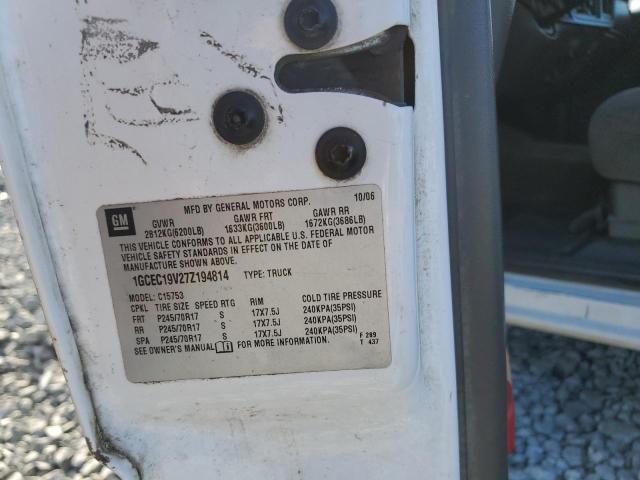 MFD BY GENERAL MOTORS CORP. 10/06
GM GVWR GAWR FRT GAWR RR
2812KG(6200LB) 1633KG(3600LB) 1672KG(3686LB)
THIS VEHICLE CONFORMS TO ALL APPLICABLE U.S. FEDERAL MOTOR
VEHICLE SAFETY STANDARDS IN EFFECT ON THE DATE OF
MANUFACTURE SHOWN ABOVE.
1GCEC19V27Z194814 TYPE: TRUCK
MODEL: C15753
CPKL TIRE SIZE SPEED RTG RIM COLD TIRE PRESSURE
FRT P245/70R17 S 17X7.5J 240KPA(35PSI)
RR P245/70R17 S 17X7.5J 240KPA(35PSI)
SPA P245/70R17 S 17X7.5J 240KPA(35PSI)
SEE OWNER'S MANUAL FOR MORE INFORMATION. F 299
T 437